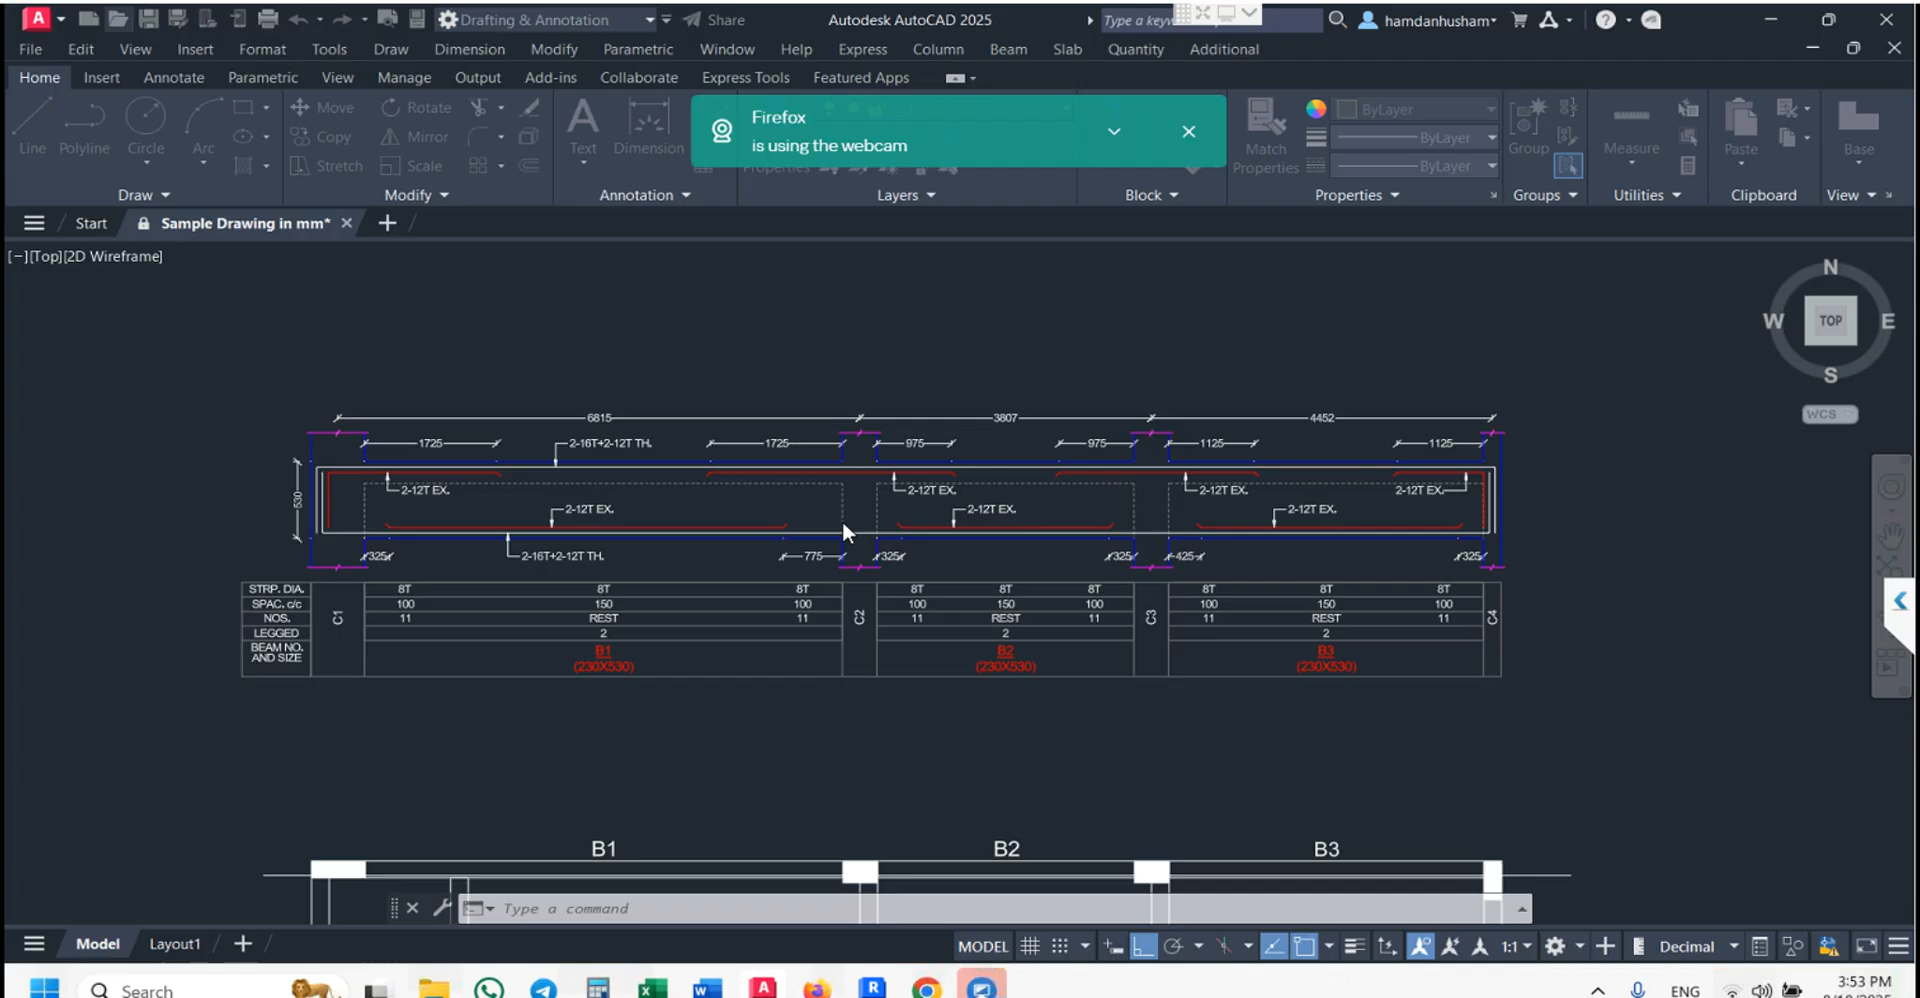 Drafting & Annotation
Share
Autodesk AutoCAD 2025
Type a keyw
hamdanhusham
File Edit View Insert Format Tools Draw Dimension Modify Parametric Window Help Express Column Beam Slab Quantity Additional
Home Insert Annotate Parametric View Manage Output Add-ins Collaborate Express Tools Featured Apps
Line Polyline Circle Arc
Move Rotate
Copy Mirror
Stretch Scale
Text Dimension
Firefox
is using the webcam
Properties
Match
Properties
ByLayer
ByLayer
ByLayer
Group
Measure
Paste
Base
Draw Modify Annotation Layers Block Properties Groups Utilities Clipboard View
Start Sample Drawing in mm*
[−][Top][2D Wireframe]
N
W TOP E
S
WCS
6815 3807 4452
1725 2-16T+2-12T TH. 1725 975 975 1125 1125
530
2-12T EX. 2-12T EX. 2-12T EX. 2-12T EX.
2-12T EX. 2-12T EX. 2-12T EX.
325 2-16T+2-12T TH. 775 325 325 425 325
STRP. DIA. 8T 8T 8T 8T 8T 8T 8T 8T 8T
SPAC. c/c 100 150 100 100 150 100 100 150 100
NOS. 11 REST 11 11 REST 11 11 REST 11
C1 C2 C3 C4
LEGGED 2 2 2
BEAM NO. B1 B2 B3
AND SIZE (230X530) (230X530) (230X530)
B1 B2 B3
Type a command
Model Layout1
MODEL 1:1 Decimal
Search
ENG
3:53 PM